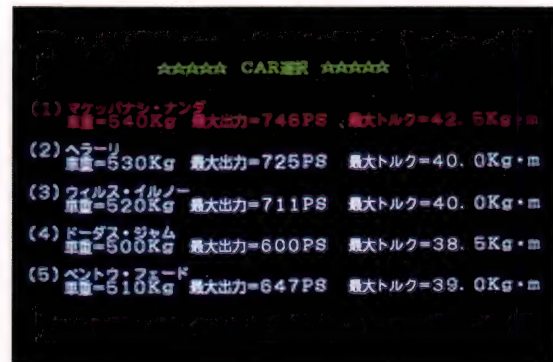 ☆☆☆☆☆ CAR選択 ☆☆☆☆☆
(1) マケッパナシ・ナンダ
車重=540Kg 最大出力=746PS 最大トルク=42.5Kg・m
(2) ヘラーリ
車重=530Kg 最大出力=725PS 最大トルク=40.0Kg・m
(3) ウィルス・イルノー
車重=520Kg 最大出力=711PS 最大トルク=40.0Kg・m
(4) ドーダス・ジャム
車重=500Kg 最大出力=600PS 最大トルク=38.5Kg・m
(5) ベントウ・フェード
車重=510Kg 最大出力=647PS 最大トルク=39.0Kg・m